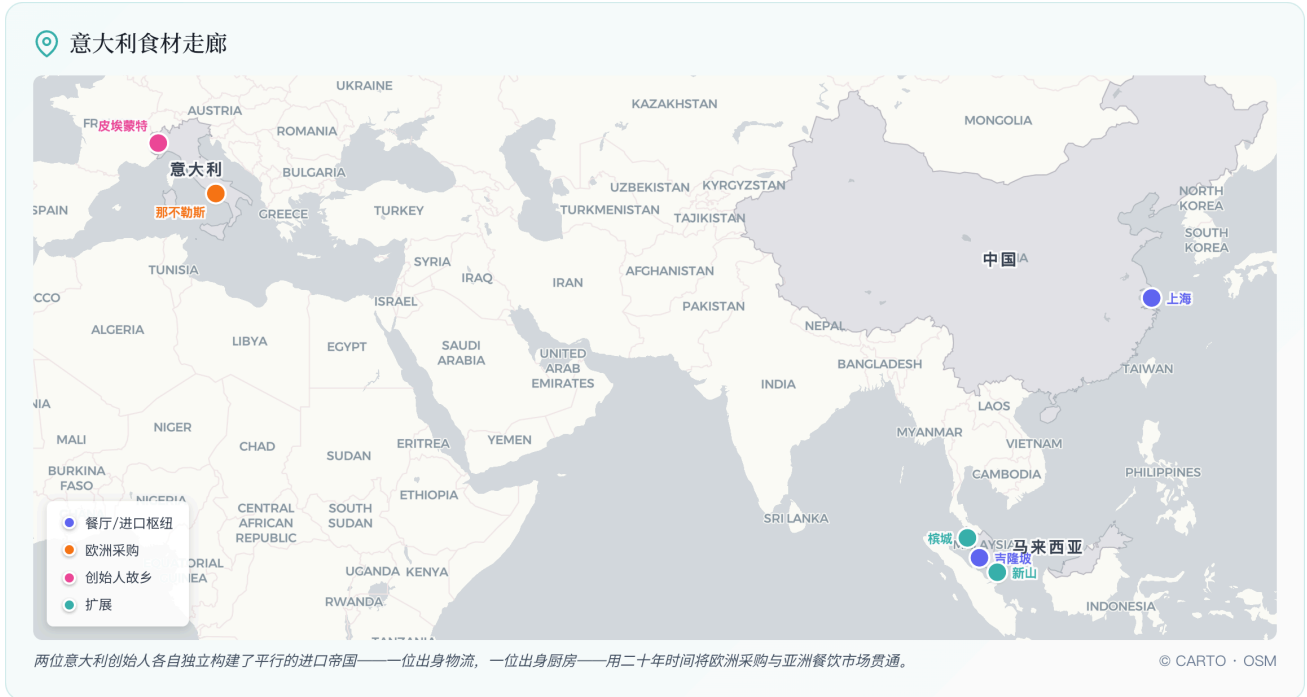 意大利食材走廊
UKRAINE
KAZAKHSTAN
AUSTRIA
MONGOLIA
皮埃蒙特
ROMANIA
意大利
BULGARIA
UZBEKISTAN
KYRGYZSTAN
NORTH
KOREA
SPAIN
那不勒斯
GREECE
TURKEY
TURKMENISTAN
TAJIKISTAN
SOUTH
KOREA
中国
TUNISIA
SYRIA
IRAQ
IRAN
AFGHANISTAN
ISRAEL
PAKISTAN
上海
ALGERIA
LIBYA
EGYPT
SAUDI
ARABIA
UNITED
ARAB
EMIRATES
NEPAL
BANGLADESH
TAIWAN
INDIA
LAOS
MALI
NIGER
CHAD
SUDAN
ERITREA
YEMEN
MYANMAR
VIETNAM
BURKINA
FASO
NIGERIA
ETHIOPIA
CAMBODIA
PHILIPPINES
CENTRAL
AFRICAN
REPUBLIC
SOUTH
SUDAN
SRI LANKA
槟城
马来西亚
吉隆坡
新山
UGANDA
KENYA
RWANDA
INDONESIA
TANZANIA
餐厅/进口枢纽
欧洲采购
创始人故乡
扩展
两位意大利创始人各自独立构建了平行的进口帝国——一位出身物流，一位出身厨房——用二十年时间将欧洲采购与亚洲餐饮市场贯通。
© CARTO · OSM